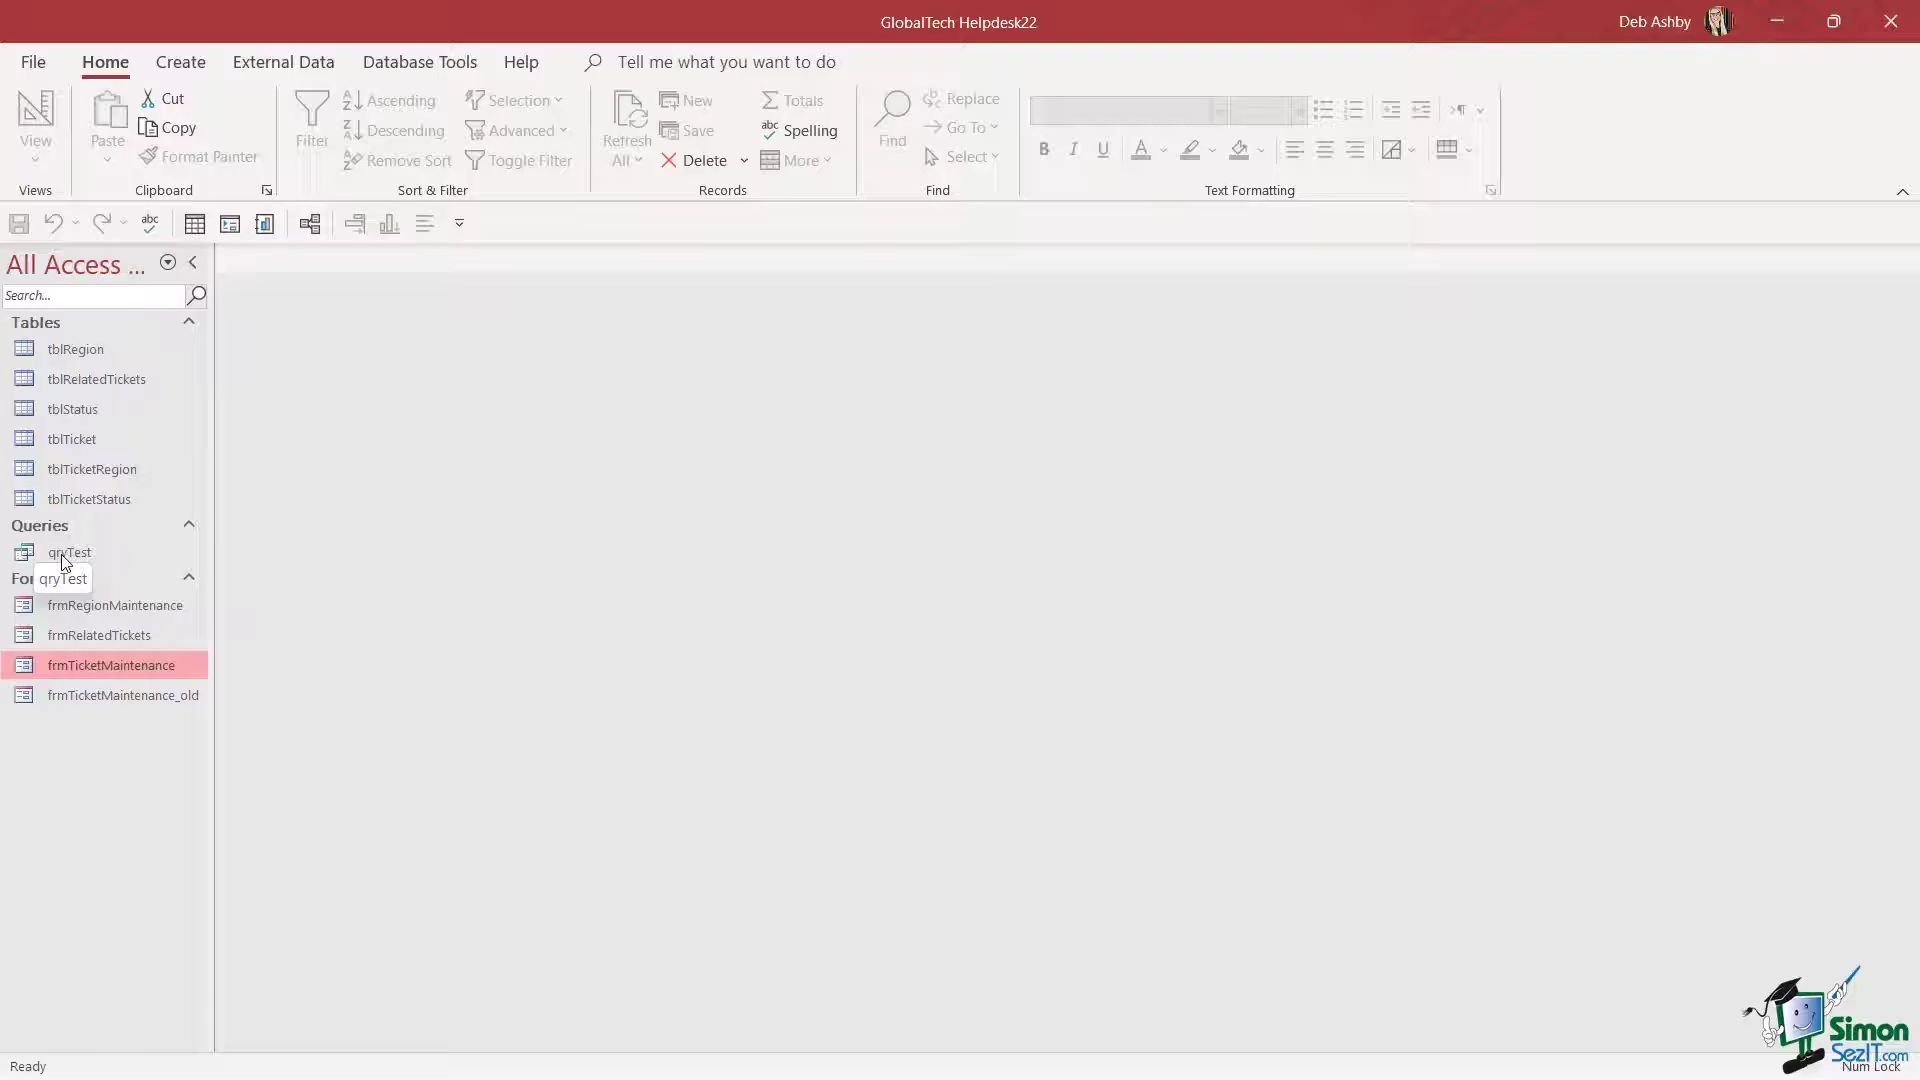 GlobalTech Helpdesk22
Deb Ashby
File Home Create External Data Database Tools Help Tell me what you want to do
View
Views
Paste
Cut
Copy
Format Painter
Clipboard
Filter
Ascending
Descending
Remove Sort
Selection
Advanced
Toggle Filter
Sort & Filter
Refresh
All
New
Save
Delete
Totals
Spelling
More
Records
Find
Replace
Go To
Select
Find
B I U A
Text Formatting
abc
All Access ...
Search...
Tables
tblRegion
tblRelatedTickets
tblStatus
tblTicket
tblTicketRegion
tblTicketStatus
Queries
qryTest
For
qryTest
frmRegionMaintenance
frmRelatedTickets
frmTicketMaintenance
frmTicketMaintenance_old
Ready
Simon
SezIT.com
Num Lock